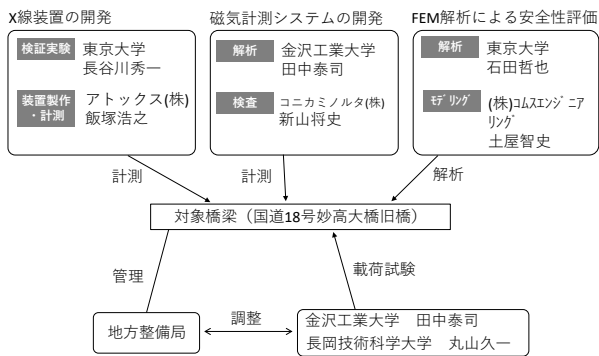 X線装置の開発
検証実験 東京大学
長谷川秀一
装置製作
・計測
アトックス(株)
飯塚浩之
磁気計測システムの開発
解析 金沢工業大学
田中泰司
検査 コニカミノルタ(株)
新山将史
FEM解析による安全性評価
解析 東京大学
石田哲也
モデリング (株)コムスエンジニア
リング
土屋智史
計測
計測
解析
対象橋梁（国道18号妙高大橋旧橋）
管理
載荷試験
地方整備局
調整
金沢工業大学 田中泰司
長岡技術科学大学 丸山久一